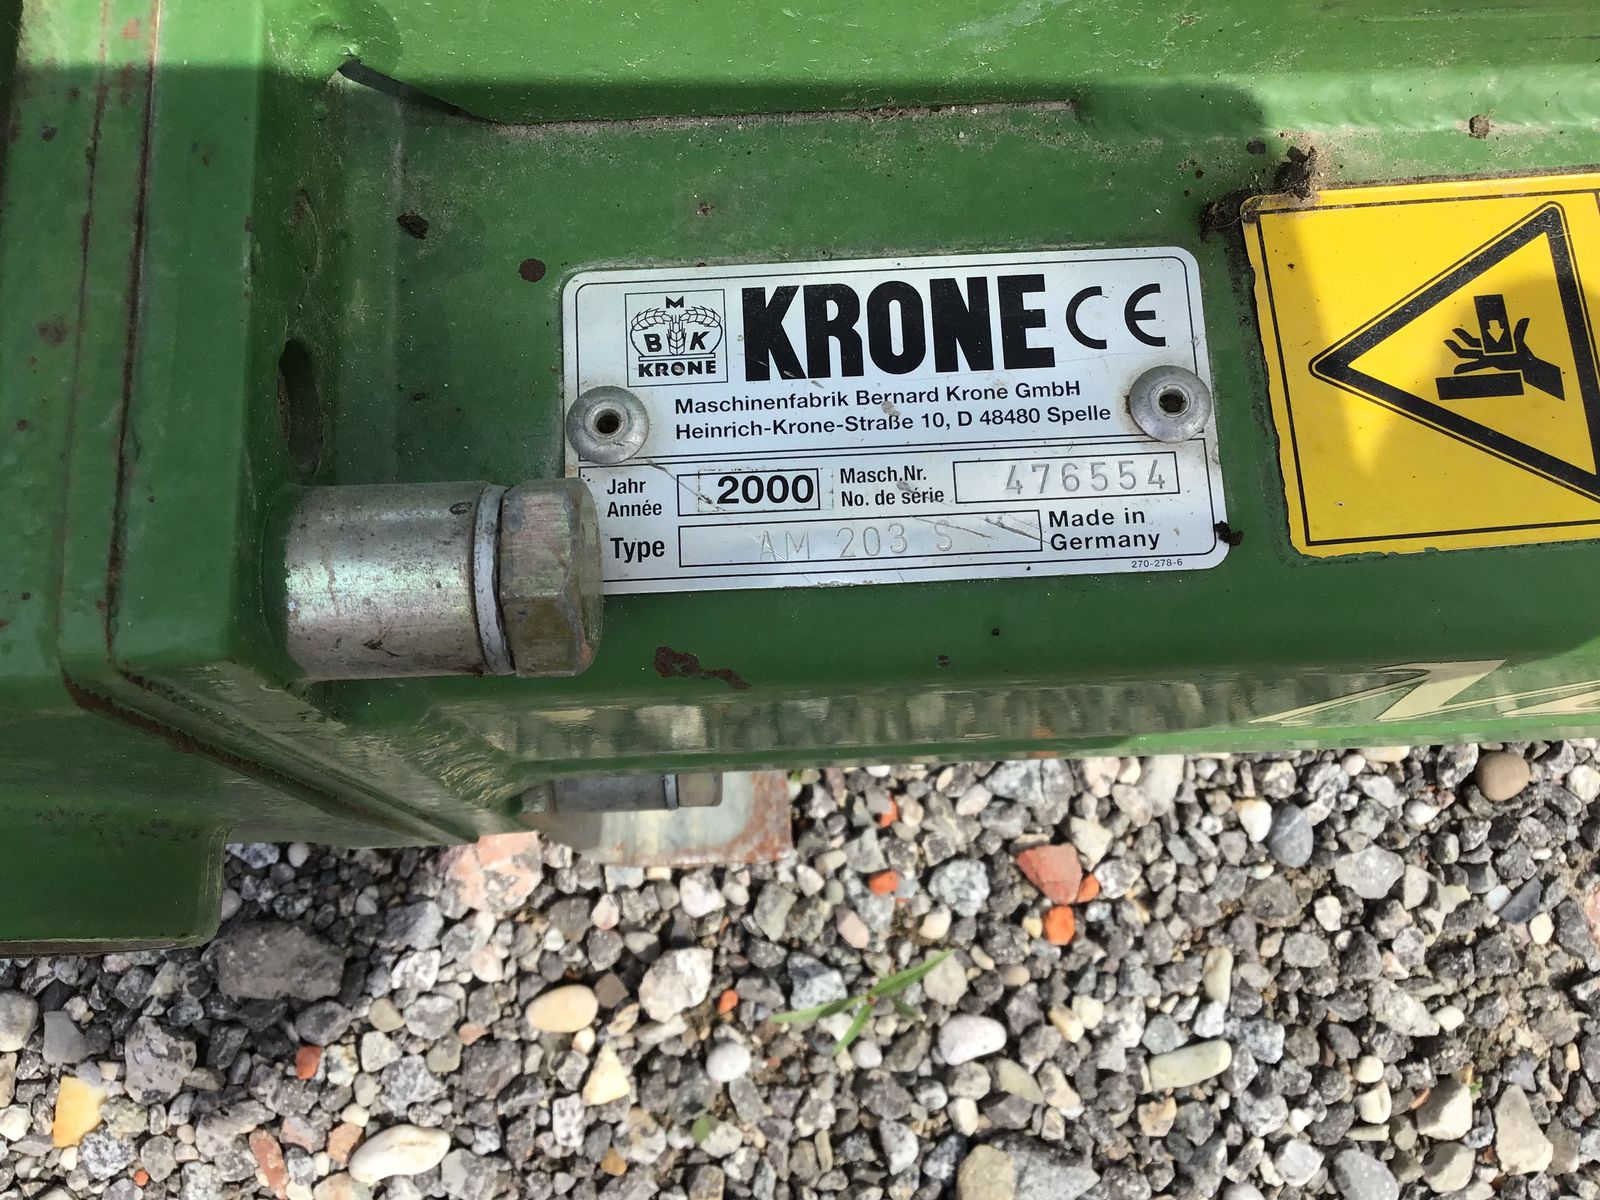 M
B K
KRONE
KRONE CE
Maschinenfabrik Bernard Krone GmbH
Heinrich-Krone-Straße 10, D 48480 Spelle
Jahr
Année
2000
Masch.Nr.
No. de série
476554
Type
AM 203 S
Made in
Germany
270-278-6